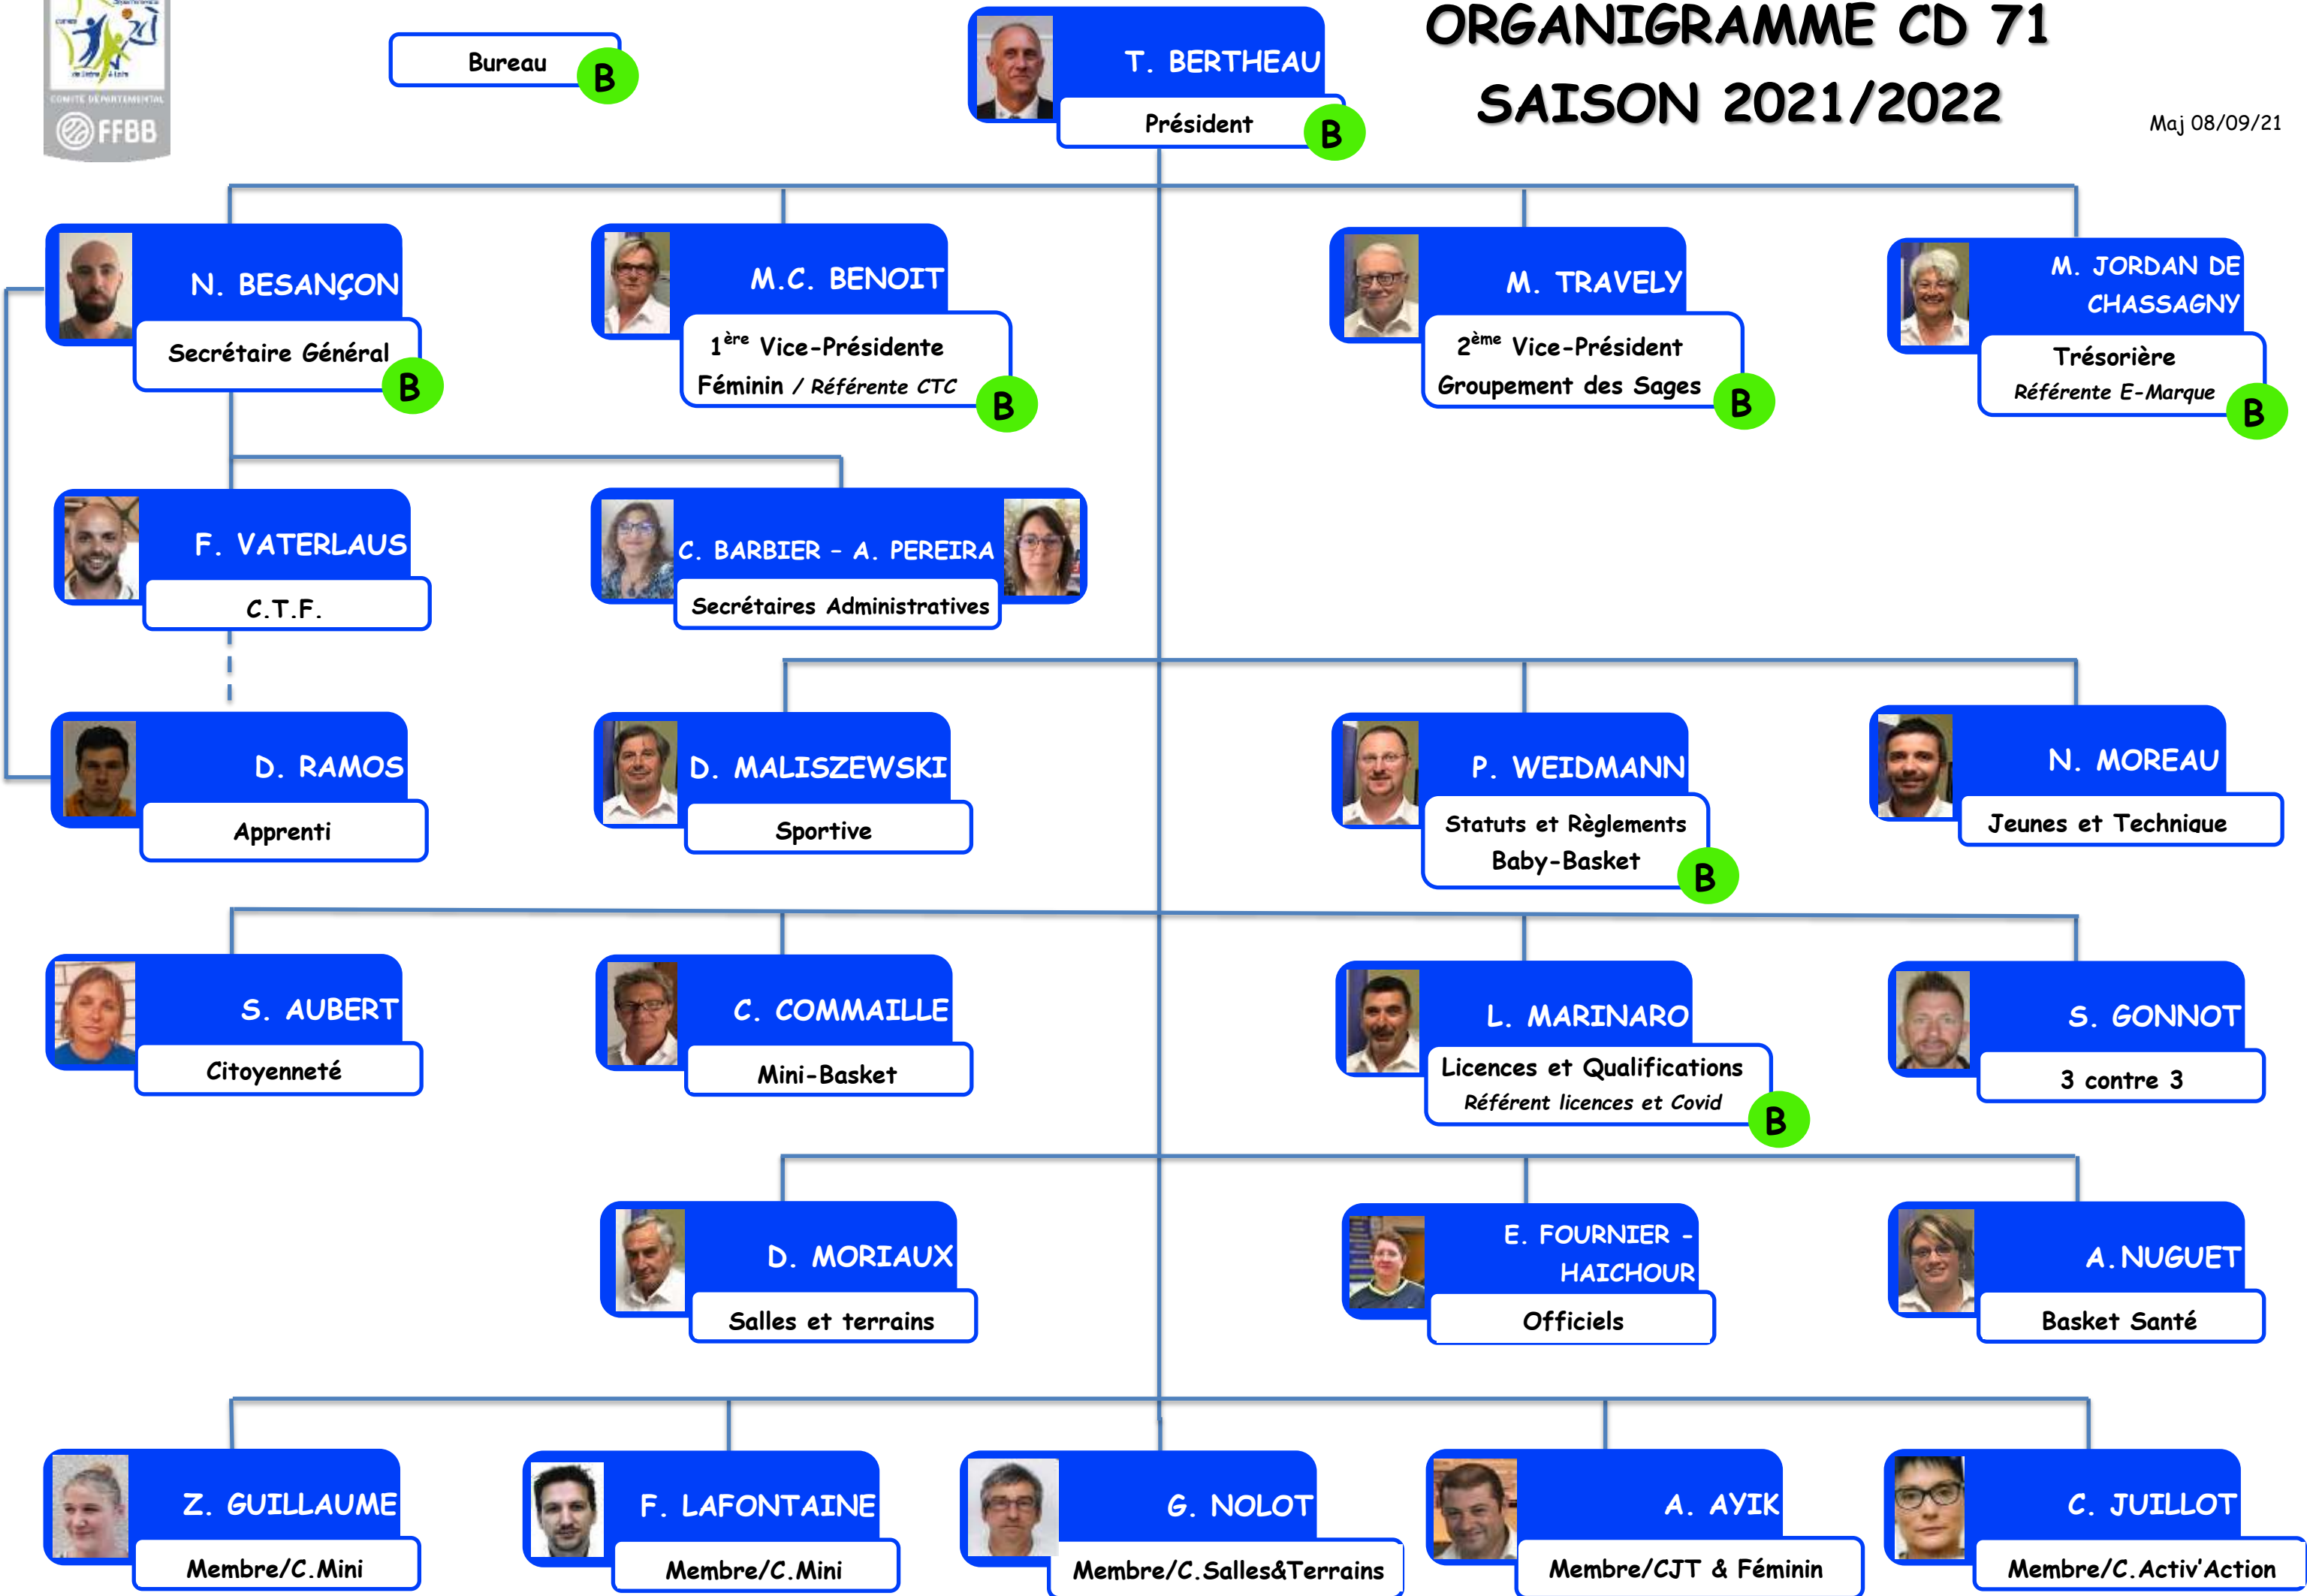 ORGANIGRAMME CD 71
SAISON 2021/2022
Maj 08/09/21
COMITÉ DÉPARTEMENTAL
FFBB
Bureau
B
T. BERTHEAU
Président
B
N. BESANÇON
Secrétaire Général
B
M.C. BENOIT
1ère Vice-Présidente
Féminin / Référente CTC
B
M. TRAVELY
2ème Vice-Président
Groupement des Sages
B
M. JORDAN DE
CHASSAGNY
Trésorière
Référente E-Marque
B
F. VATERLAUS
C.T.F.
C. BARBIER - A. PEREIRA
Secrétaires Administratives
D. RAMOS
Apprenti
D. MALISZEWSKI
Sportive
P. WEIDMANN
Statuts et Règlements
Baby-Basket
B
N. MOREAU
Jeunes et Technique
S. AUBERT
Citoyenneté
C. COMMAILLE
Mini-Basket
L. MARINARO
Licences et Qualifications
Référent licences et Covid
B
S. GONNOT
3 contre 3
D. MORIAUX
Salles et terrains
E. FOURNIER -
HAICHOUR
Officiels
A.NUGUET
Basket Santé
Z. GUILLAUME
Membre/C.Mini
F. LAFONTAINE
Membre/C.Mini
G. NOLOT
Membre/C.Salles&Terrains
A. AYIK
Membre/CJT & Féminin
C. JUILLOT
Membre/C.Activ'Action